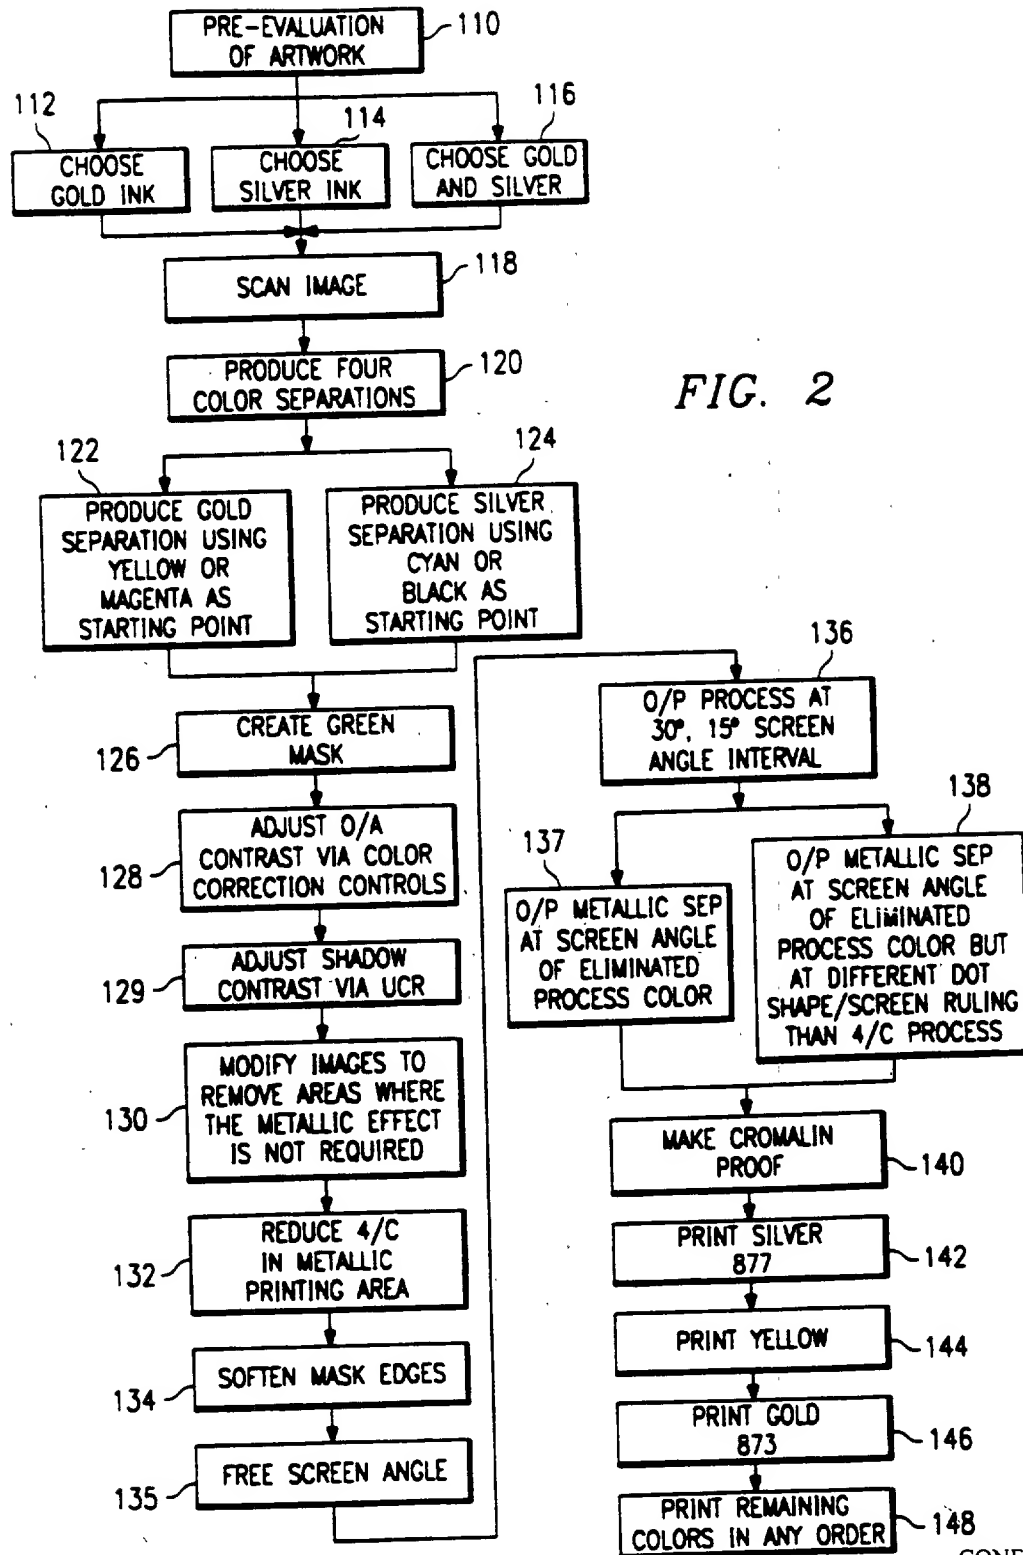 PRE-EVALUATION
OF ARTWORK
110
112
114
116
CHOOSE
GOLD INK
CHOOSE
SILVER INK
CHOOSE GOLD
AND SILVER
SCAN IMAGE
118
PRODUCE FOUR
COLOR SEPARATIONS
120
FIG. 2
122
124
PRODUCE GOLD
SEPARATION USING
YELLOW OR
MAGENTA AS
STARTING POINT
PRODUCE SILVER
SEPARATION USING
CYAN OR
BLACK AS
STARTING POINT
CREATE GREEN
MASK
126
ADJUST O/A
CONTRAST VIA COLOR
CORRECTION CONTROLS
128
ADJUST SHADOW
CONTRAST VIA UCR
129
MODIFY IMAGES TO
REMOVE AREAS WHERE
THE METALLIC EFFECT
IS NOT REQUIRED
130
REDUCE 4/C
IN METALLIC
PRINTING AREA
132
SOFTEN MASK EDGES
134
FREE SCREEN ANGLE
135
136
O/P PROCESS AT
30°, 15° SCREEN
ANGLE INTERVAL
137
138
O/P METALLIC SEP
AT SCREEN ANGLE
OF ELIMINATED
PROCESS COLOR
O/P METALLIC SEP
AT SCREEN ANGLE
OF ELIMINATED
PROCESS COLOR BUT
AT DIFFERENT DOT
SHAPE/SCREEN RULING
THAN 4/C PROCESS
MAKE CROMALIN
PROOF
140
PRINT SILVER
877
142
PRINT YELLOW
144
PRINT GOLD
873
146
PRINT REMAINING
COLORS IN ANY ORDER
148